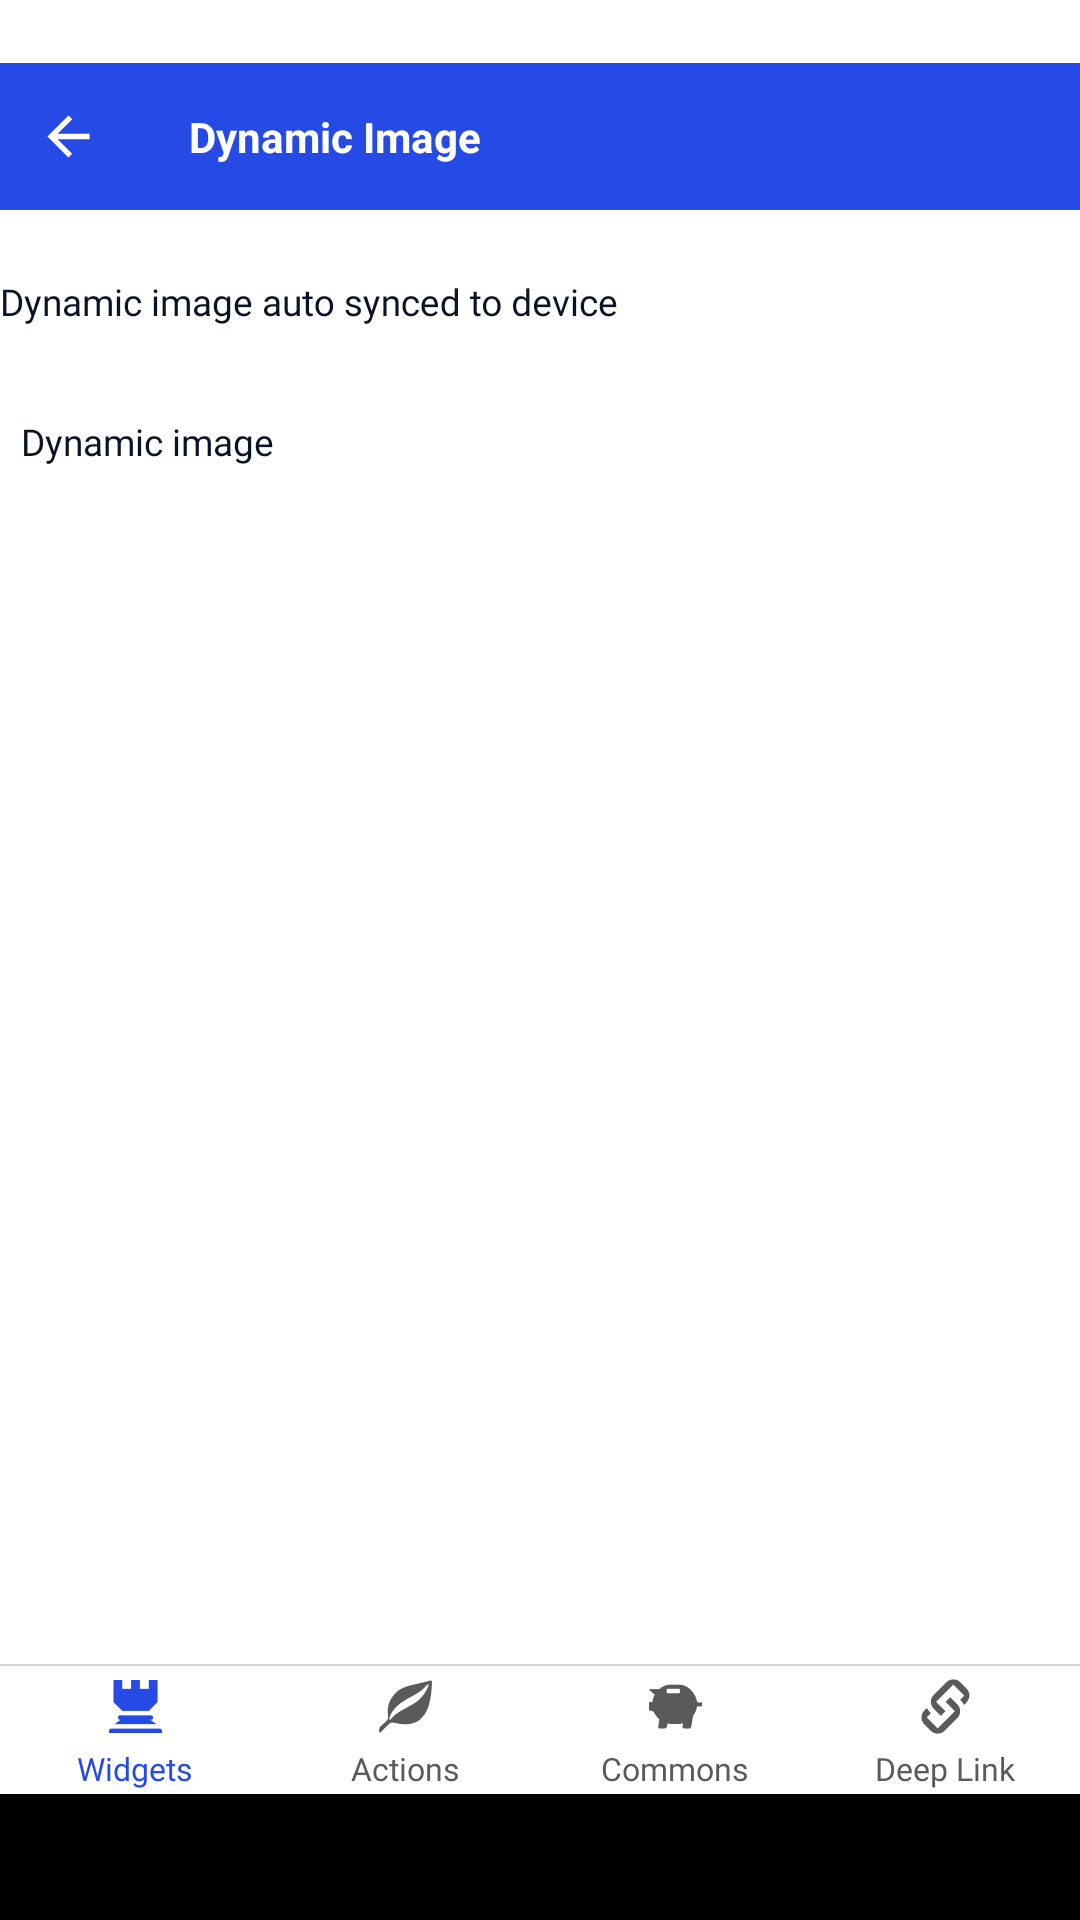 Dynamic Image
Dynamic image auto synced to device
Dynamic image
Widgets
Actions
Commons
Deep Link